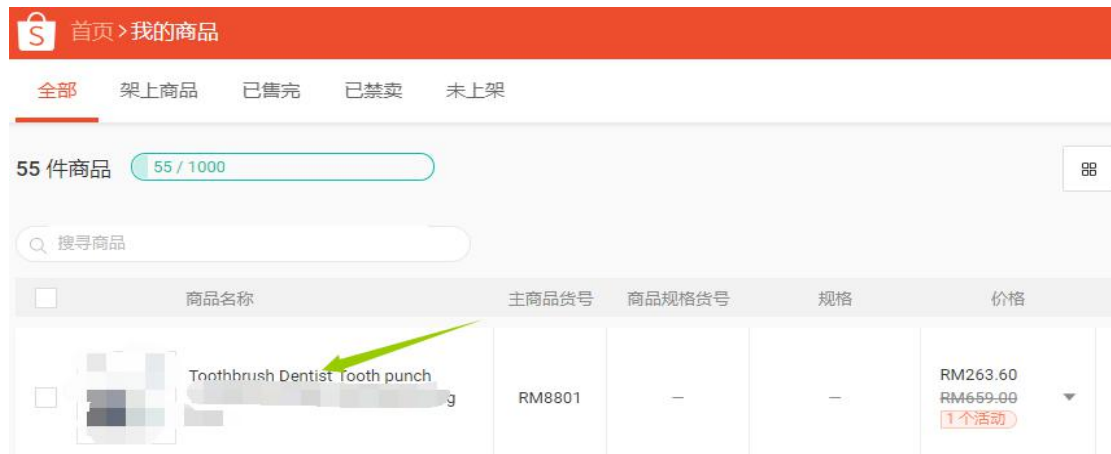 首页>我的商品
全部 架上商品 已售完 已禁卖 未上架
55 件商品 55 / 1000
搜寻商品
商品名称 主商品货号 商品规格货号 规格 价格
Toothbrush Dentist Tooth punch
g
RM8801 — —
RM263.60
RM659.00
1 个活动